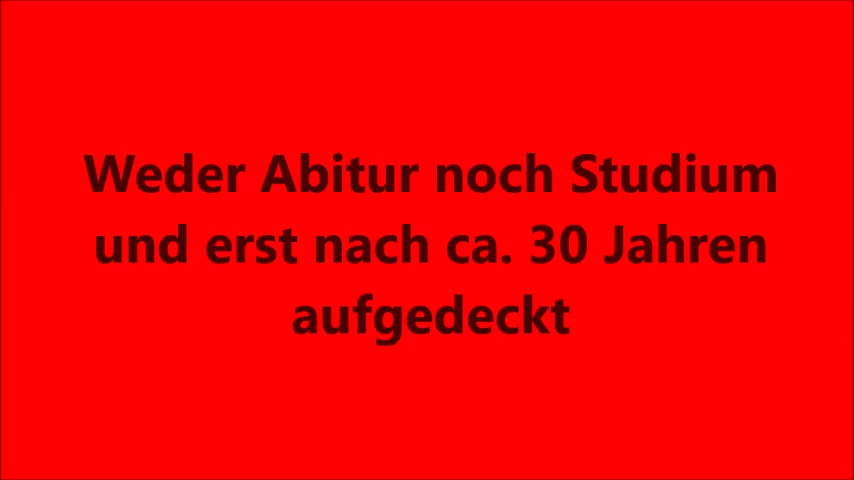 Weder Abitur noch Studium
und erst nach ca. 30 Jahren
aufgedeckt